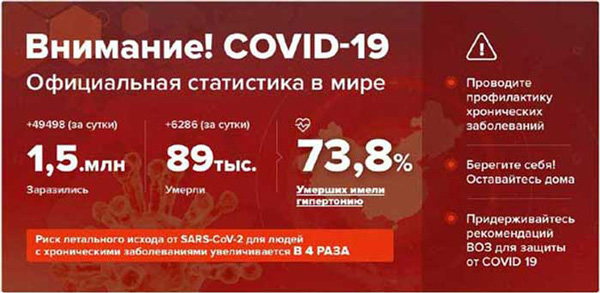 Внимание! COVID-19
Официальная статистика в мире
+49498 (за сутки)
1,5.млн
Заразились
+6286 (за сутки)
89тыс.
Умерли
73,8%
Умерших имели
гипертонию
Риск летального исхода от SARS-CoV-2 для людей
с хроническими заболеваниями увеличивается В 4 РАЗА
Проводите
профилактику
хронических
заболеваний
Берегите себя!
Оставайтесь дома
Придерживайтесь
рекомендаций
ВОЗ для защиты
от COVID 19